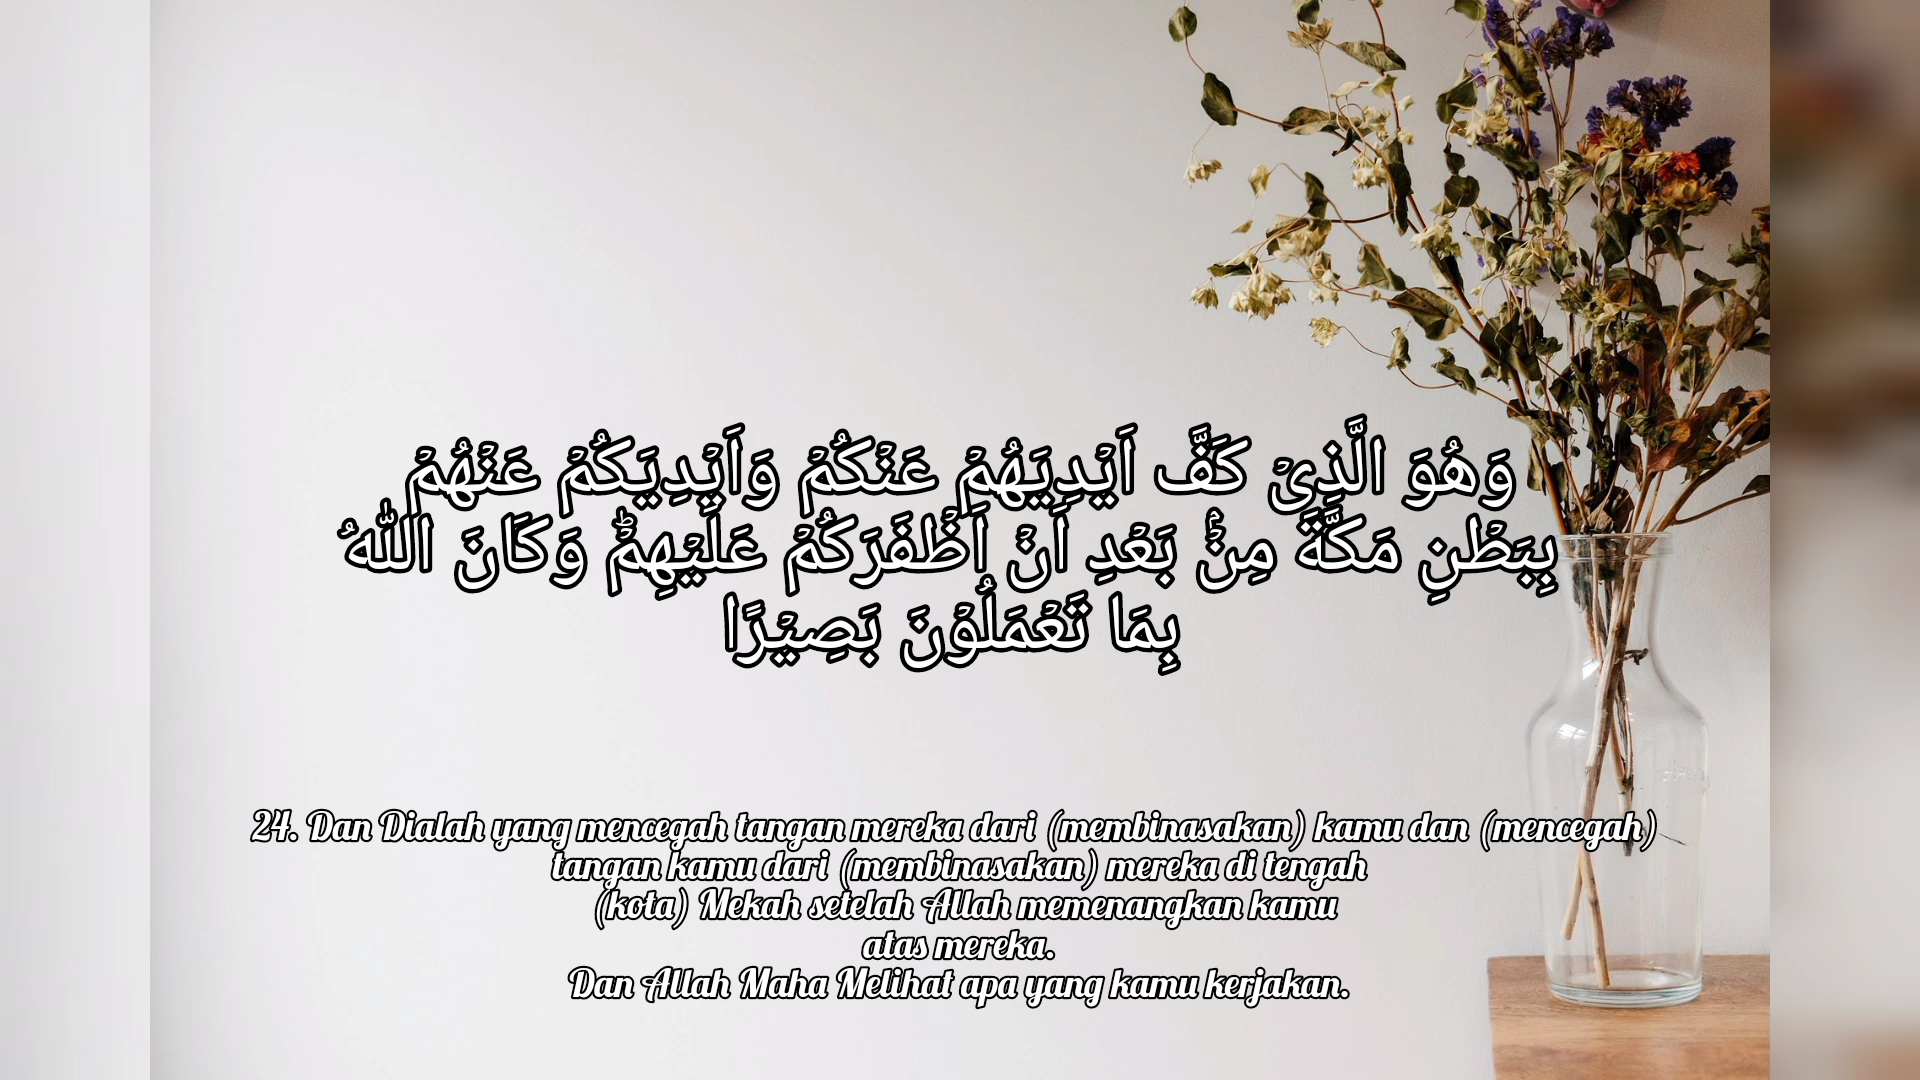 وَهُوَ الَّذِىْ كَفَّ اَيْدِيَهُمْ عَنْكُمْ وَاَيْدِيَكُمْ عَنْهُمْ
بِبَطْنِ مَكَّةَ مِنْۢ بَعْدِ اَنْ اَظْفَرَكُمْ عَلَيْهِمْؕ وَكَانَ اللّٰهُ
بِمَا تَعْمَلُوْنَ بَصِيْرًا
24. Dan Dialah yang mencegah tangan mereka dari (membinasakan) kamu dan (mencegah)
tangan kamu dari (membinasakan) mereka di tengah
(kota) Mekah setelah Allah memenangkan kamu
atas mereka.
Dan Allah Maha Melihat apa yang kamu kerjakan.